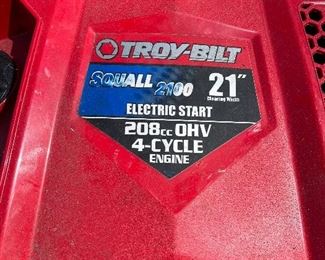 TROY-BILT
SQUALL 2100
21"
Clearing Width
ELECTRIC START
208cc OHV
4-CYCLE
ENGINE